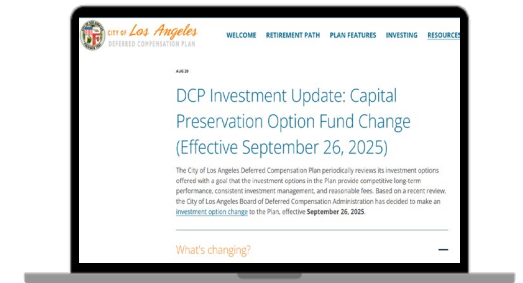 CITY OF Los Angeles
DEFERRED COMPENSATION PLAN
WELCOME RETIREMENT PATH PLAN FEATURES INVESTING RESOURCES
AUG 29
DCP Investment Update: Capital
Preservation Option Fund Change
(Effective September 26, 2025)
The City of Los Angeles Deferred Compensation Plan periodically reviews its investment options
offered with a goal that the investment options in the Plan provide competitive long-term
performance, consistent investment management, and reasonable fees. Based on a recent review,
the City of Los Angeles Board of Deferred Compensation Administration has decided to make an
investment option change to the Plan, effective September 26, 2025.
What's changing?